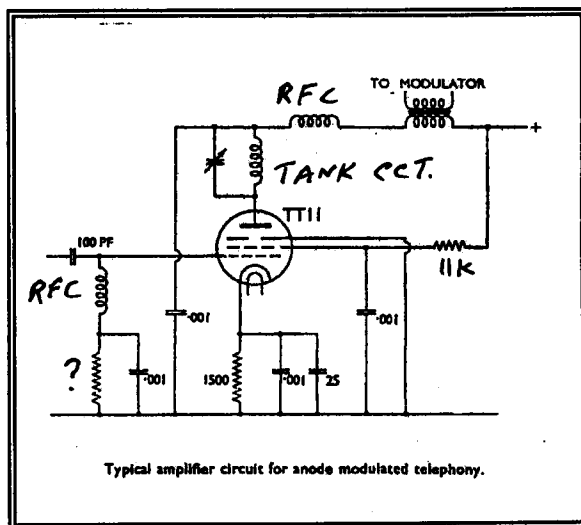 TO MODULATOR
RFC
+
TANK CCT.
TT11
100 PF
11K
RFC
·001
·001
?
·001
1500
·001
25
Typical amplifier circuit for anode modulated telephony.